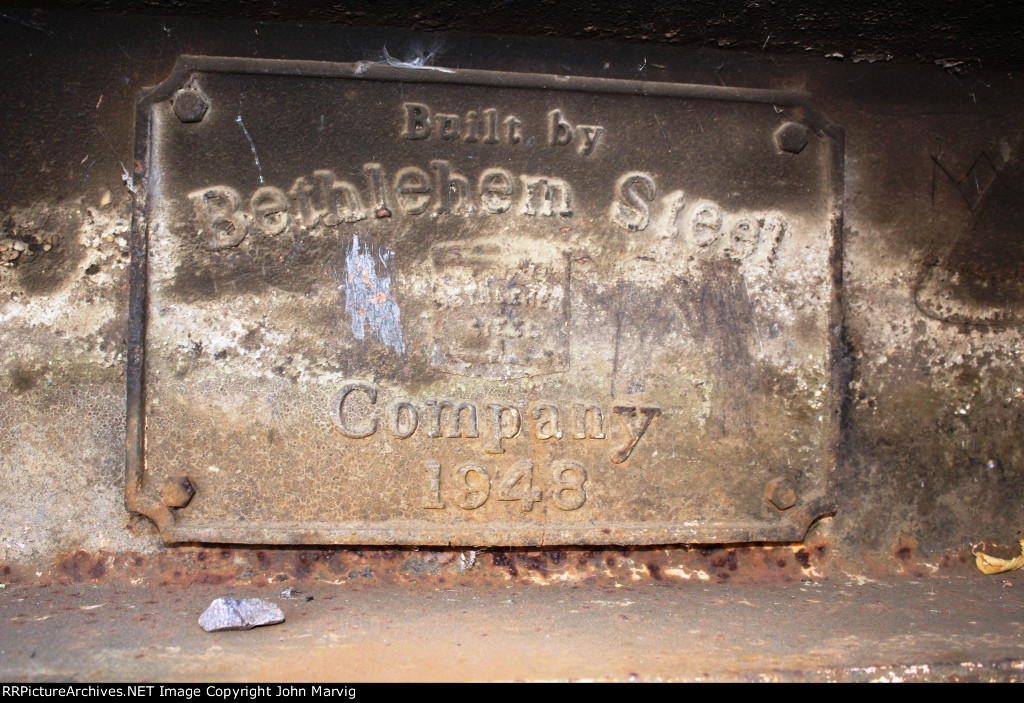 Built by
Bethlehem Steel
Company
1948
RRPictureArchives.NET Image Copyright John Marvig